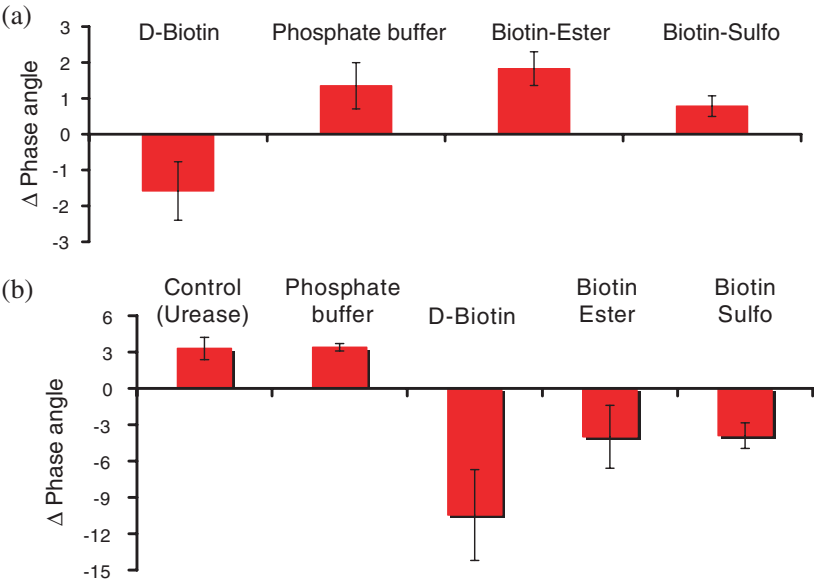 (a)
D-Biotin Phosphate buffer Biotin-Ester Biotin-Sulfo
3
2
1
0
-1
-2
-3
Δ Phase angle
(b)
Control
(Urease)
Phosphate
buffer
D-Biotin
Biotin
Ester
Biotin
Sulfo
6
3
0
-3
-6
-9
-12
-15
Δ Phase angle